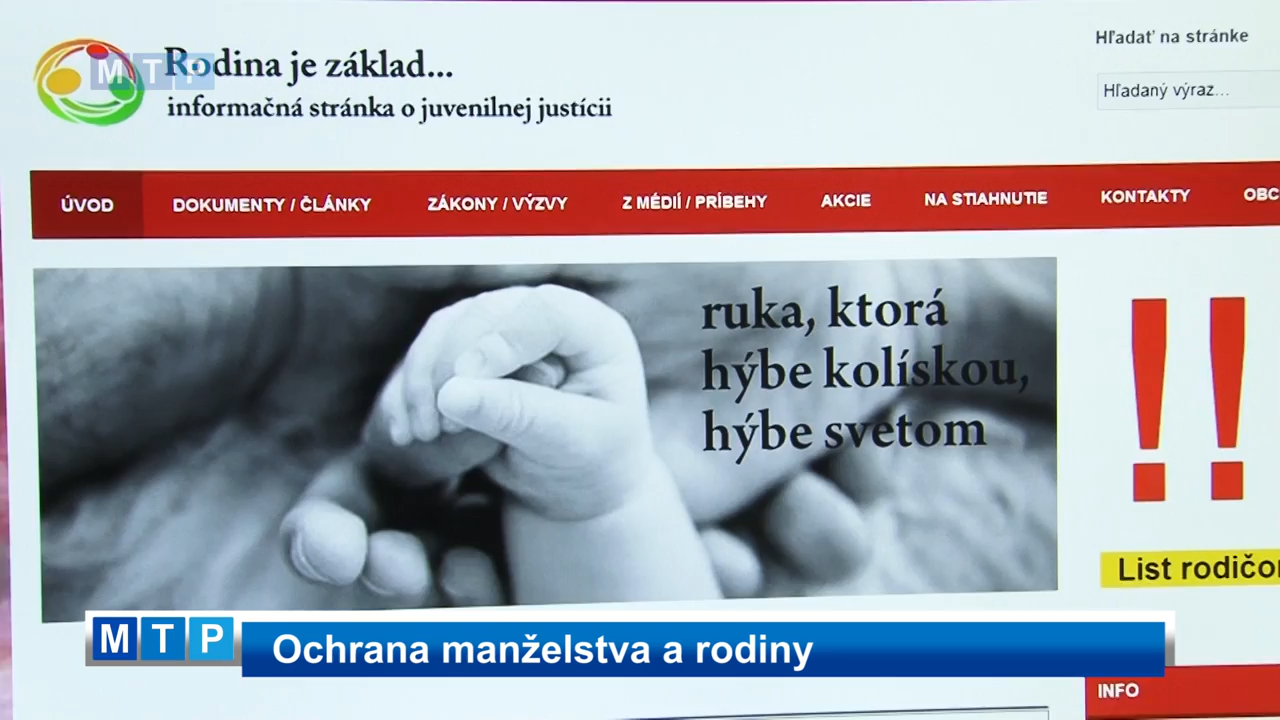 MTP
Rodina je základ...
informačná stránka o juvenilnej justícii
Hľadať na stránke
Hľadaný výraz...
ÚVOD DOKUMENTY / ČLÁNKY ZÁKONY / VÝZVY Z MÉDIÍ / PRÍBEHY AKCIE NA STIAHNUTIE KONTAKTY
ruka, ktorá
hýbe kolískou,
hýbe svetom
!!
List
MTP Ochrana manželstva a rodiny
INFO